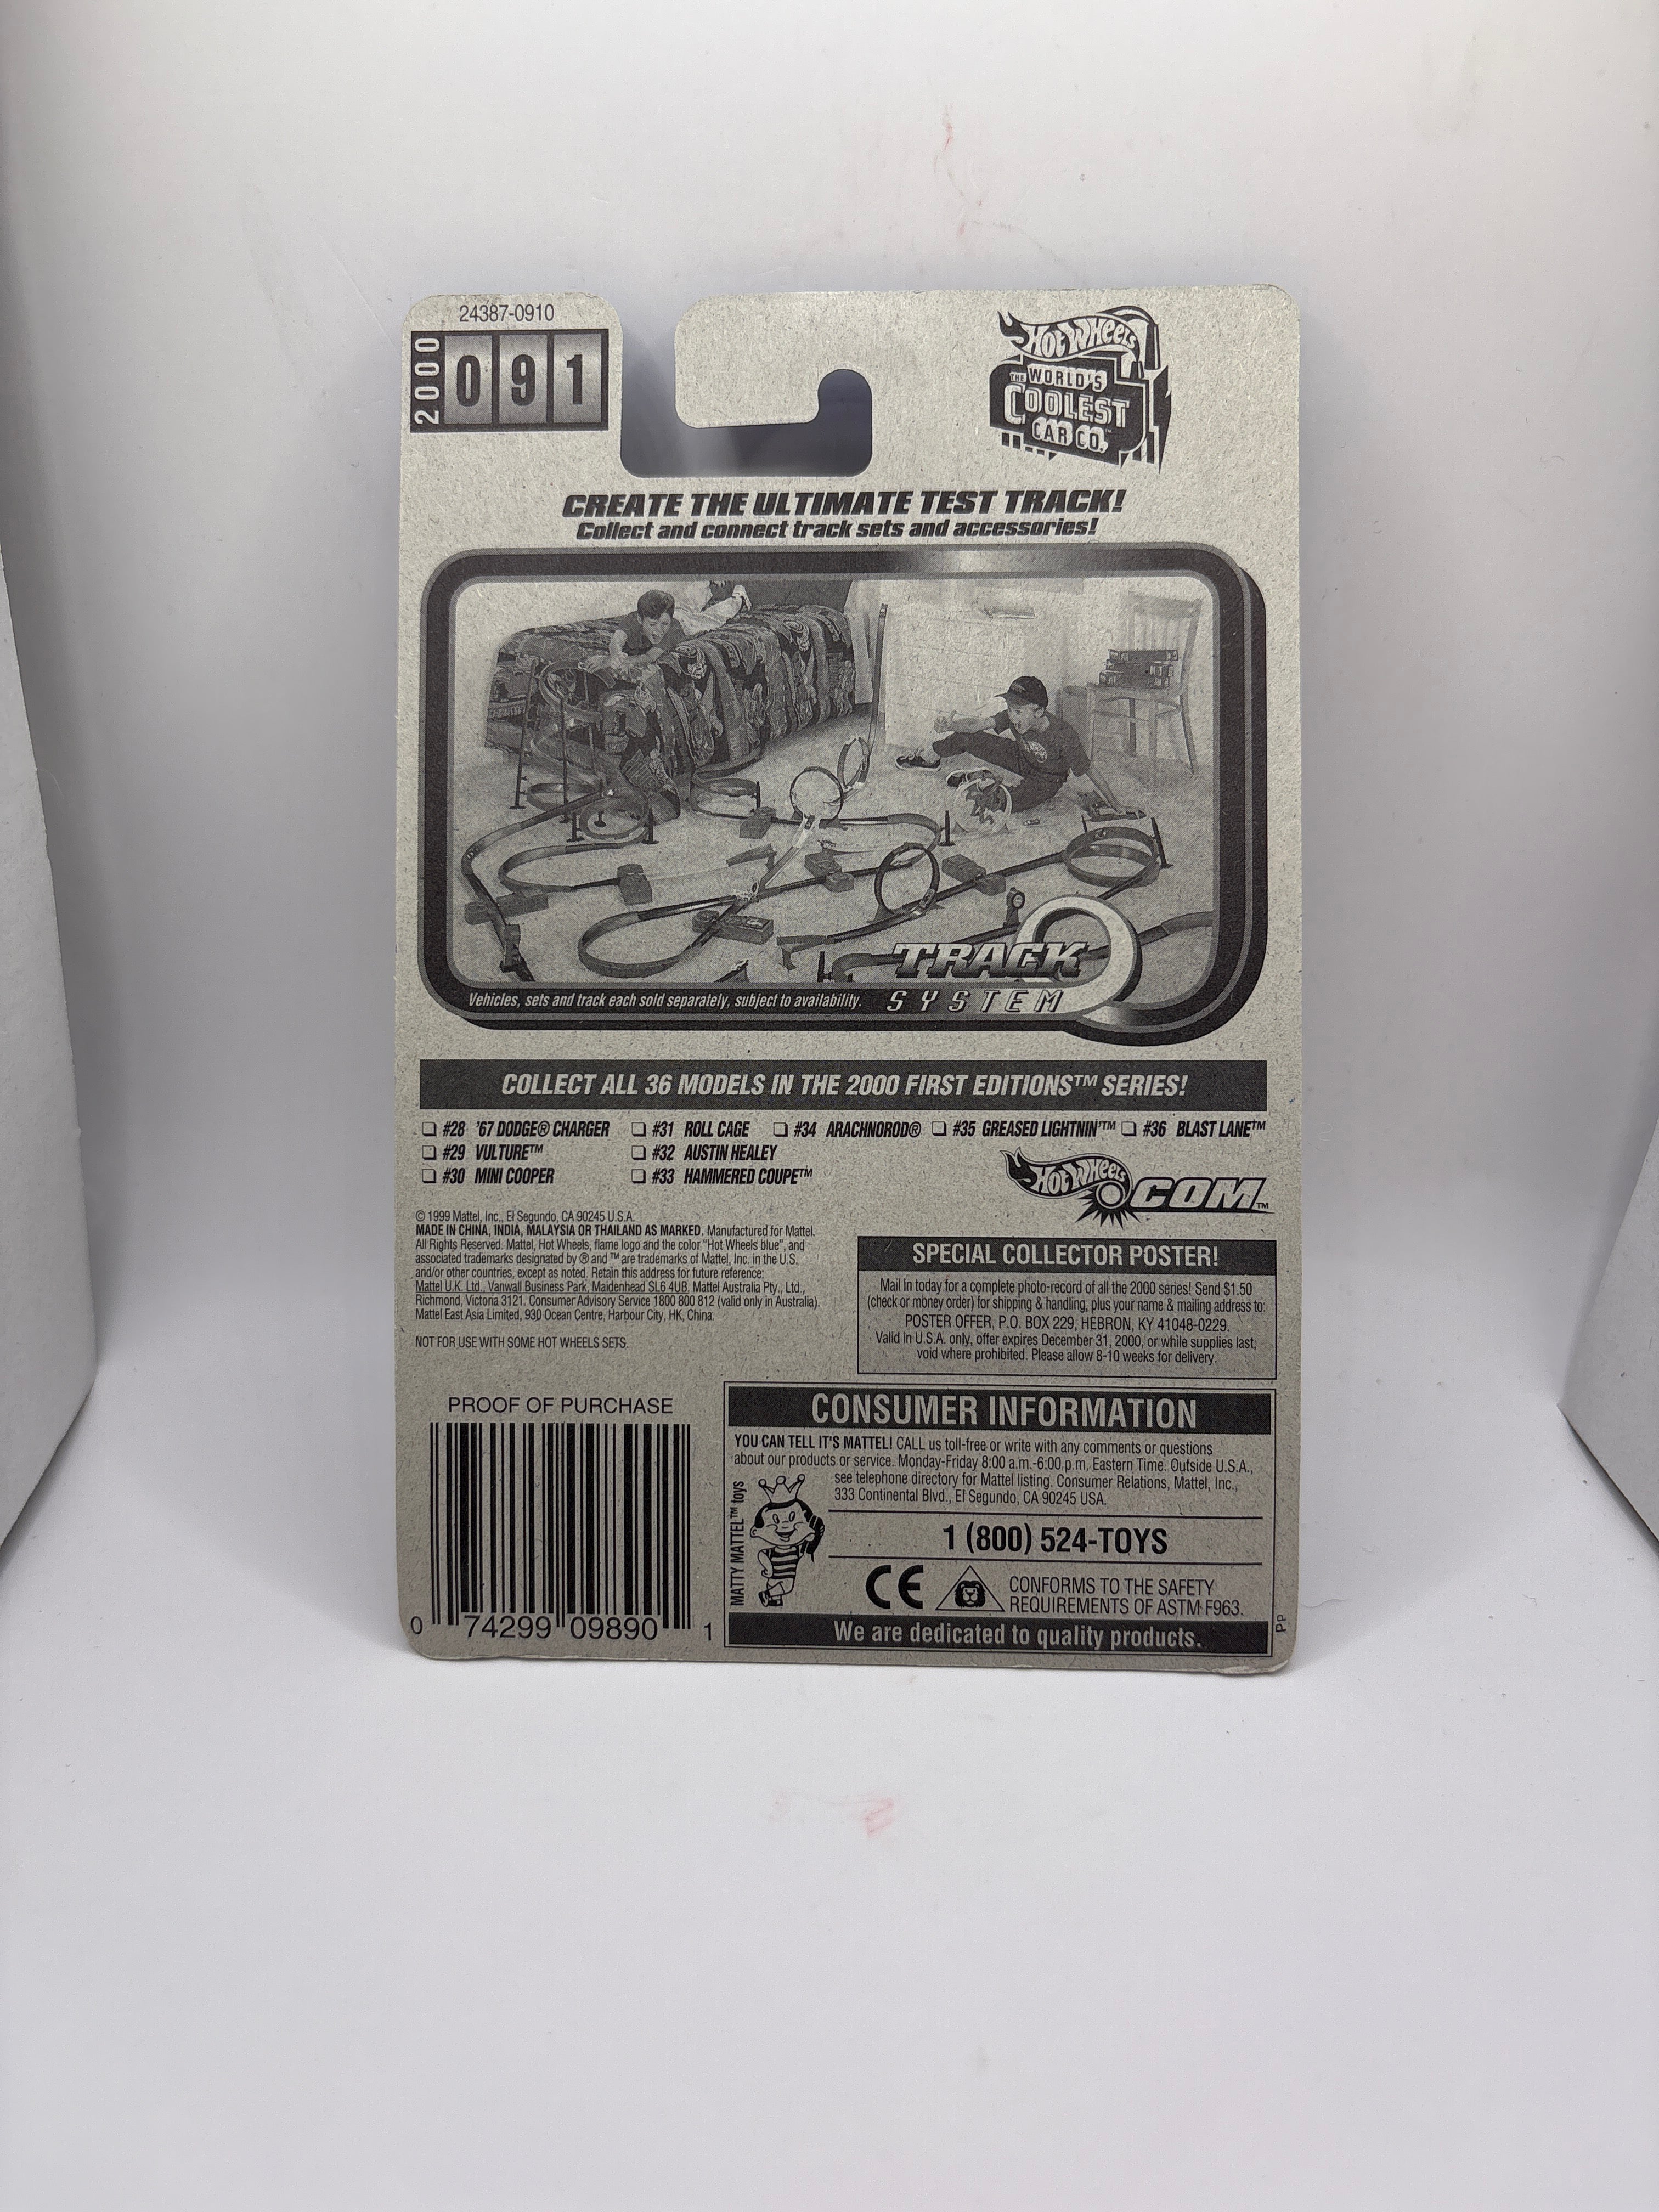 24387-0910
2000
091
HOT WHEELS
THE WORLD'S
COOLEST
CAR CO.™
CREATE THE ULTIMATE TEST TRACK!
Collect and connect track sets and accessories!
TRACK
SYSTEM
Vehicles, sets and track each sold separately, subject to availability.
COLLECT ALL 36 MODELS IN THE 2000 FIRST EDITIONS™ SERIES!
❏ #28 '67 DODGE® CHARGER ❏ #31 ROLL CAGE ❏ #34 ARACHNOROD® ❏ #35 GREASED LIGHTNIN'™ ❏ #36 BLAST LANE™
❏ #29 VULTURE™ ❏ #32 AUSTIN HEALEY
❏ #30 MINI COOPER ❏ #33 HAMMERED COUPE™
HOT WHEELS.COM™
© 1999 Mattel, Inc., El Segundo, CA 90245 U.S.A.
MADE IN CHINA, INDIA, MALAYSIA OR THAILAND AS MARKED. Manufactured for Mattel.
All Rights Reserved. Mattel, Hot Wheels, flame logo and the color "Hot Wheels blue", and
associated trademarks designated by ® and ™ are trademarks of Mattel, Inc. in the U.S.
and/or other countries, except as noted. Retain this address for future reference:
Mattel U.K. Ltd., Vanwall Business Park, Maidenhead SL6 4UB. Mattel Australia Pty., Ltd.,
Richmond, Victoria 3121. Consumer Advisory Service 1800 800 812 (valid only in Australia).
Mattel East Asia Limited, 930 Ocean Centre, Harbour City, HK, China.
NOT FOR USE WITH SOME HOT WHEELS SETS.
SPECIAL COLLECTOR POSTER!
Mail in today for a complete photo-record of all the 2000 series! Send $1.50
(check or money order) for shipping & handling, plus your name & mailing address to:
POSTER OFFER, P.O. BOX 229, HEBRON, KY 41048-0229.
Valid in U.S.A. only, offer expires December 31, 2000, or while supplies last,
void where prohibited. Please allow 8-10 weeks for delivery.
PROOF OF PURCHASE
0 74299 09890 1
CONSUMER INFORMATION
YOU CAN TELL IT'S MATTEL! CALL us toll-free or write with any comments or questions
about our products or service. Monday-Friday 8:00 a.m.-6:00 p.m. Eastern Time. Outside U.S.A.,
see telephone directory for Mattel listing. Consumer Relations, Mattel, Inc.,
333 Continental Blvd., El Segundo, CA 90245 USA.
MATTY MATTEL™ toys
1 (800) 524-TOYS
CE
CONFORMS TO THE SAFETY
REQUIREMENTS OF ASTM F963.
We are dedicated to quality products.
PP